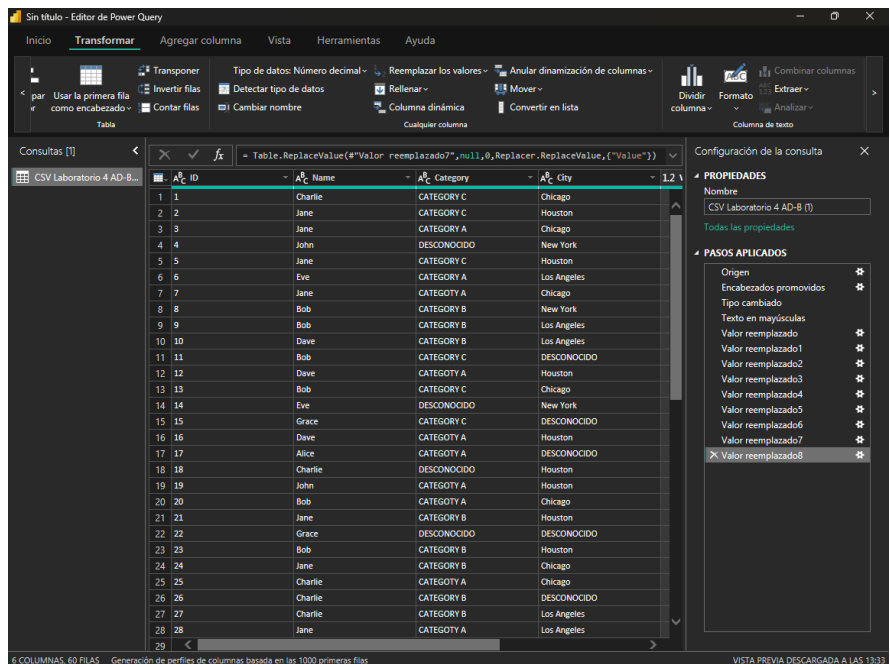 Sin título - Editor de Power Query
Inicio Transformar Agregar columna Vista Herramientas Ayuda
Transponer Tipo de datos: Número decimal Reemplazar los valores Anular dinamización de columnas Combinar columnas
par Usar la primera fila Invertir filas Detectar tipo de datos Rellenar Mover Dividir Formato Extraer
or como encabezado Contar filas Cambiar nombre Columna dinámica Convertir en lista columna Analizar
Tabla Cualquier columna Columna de texto
Consultas [1]
CSV Laboratorio 4 AD-B...
fx = Table.ReplaceValue(#"Valor reemplazado7",null,0,Replacer.ReplaceValue,{"Value"})
ABC ID ABC Name ABC Category ABC City 1.2 V
1 1 Charlie CATEGORY C Chicago
2 2 Jane CATEGORY C Houston
3 3 Jane CATEGORY A Chicago
4 4 John DESCONOCIDO New York
5 5 Jane CATEGORY C Houston
6 6 Eve CATEGORY A Los Angeles
7 7 Jane CATEGOTY A Chicago
8 8 Bob CATEGORY B New York
9 9 Bob CATEGORY B Los Angeles
10 10 Dave CATEGORY B Los Angeles
11 11 Bob CATEGORY C DESCONOCIDO
12 12 Dave CATEGOTY A Houston
13 13 Bob CATEGORY C Chicago
14 14 Eve DESCONOCIDO New York
15 15 Grace CATEGORY C DESCONOCIDO
16 16 Dave CATEGOTY A Houston
17 17 Alice CATEGOTY A DESCONOCIDO
18 18 Charlie DESCONOCIDO Houston
19 19 John CATEGOTY A Houston
20 20 Bob CATEGOTY A Chicago
21 21 Jane CATEGORY B Houston
22 22 Grace DESCONOCIDO DESCONOCIDO
23 23 Bob CATEGORY B Houston
24 24 Jane CATEGORY B Chicago
25 25 Charlie CATEGOTY A Chicago
26 26 Charlie CATEGORY B DESCONOCIDO
27 27 Charlie CATEGORY B Los Angeles
28 28 Jane CATEGOTY A Los Angeles
29
Configuración de la consulta
PROPIEDADES
Nombre
CSV Laboratorio 4 AD-B (1)
Todas las propiedades
PASOS APLICADOS
Origen
Encabezados promovidos
Tipo cambiado
Texto en mayúsculas
Valor reemplazado
Valor reemplazado1
Valor reemplazado2
Valor reemplazado3
Valor reemplazado4
Valor reemplazado5
Valor reemplazado6
Valor reemplazado7
Valor reemplazado8
6 COLUMNAS, 60 FILAS Generación de perfiles de columnas basada en las 1000 primeras filas
VISTA PREVIA DESCARGADA A LAS 13:33